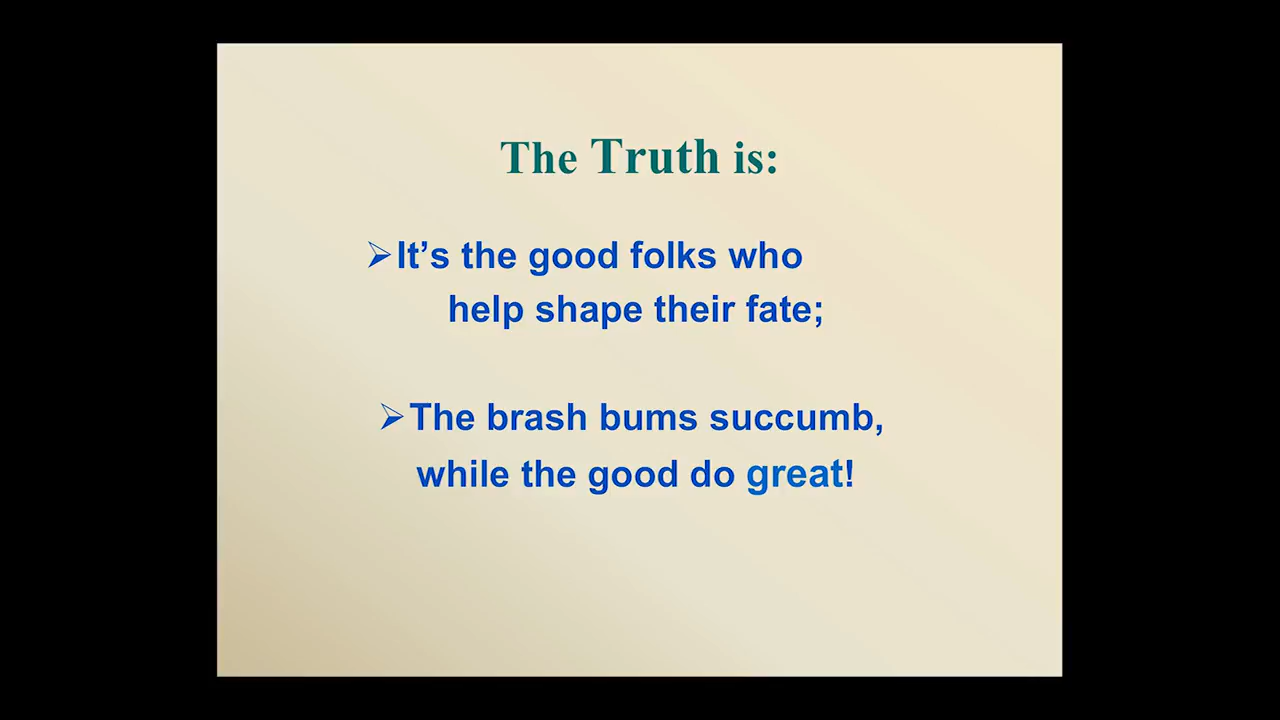 The Truth is:
➢It’s the good folks who
help shape their fate;
➢The brash bums succumb,
while the good do great!